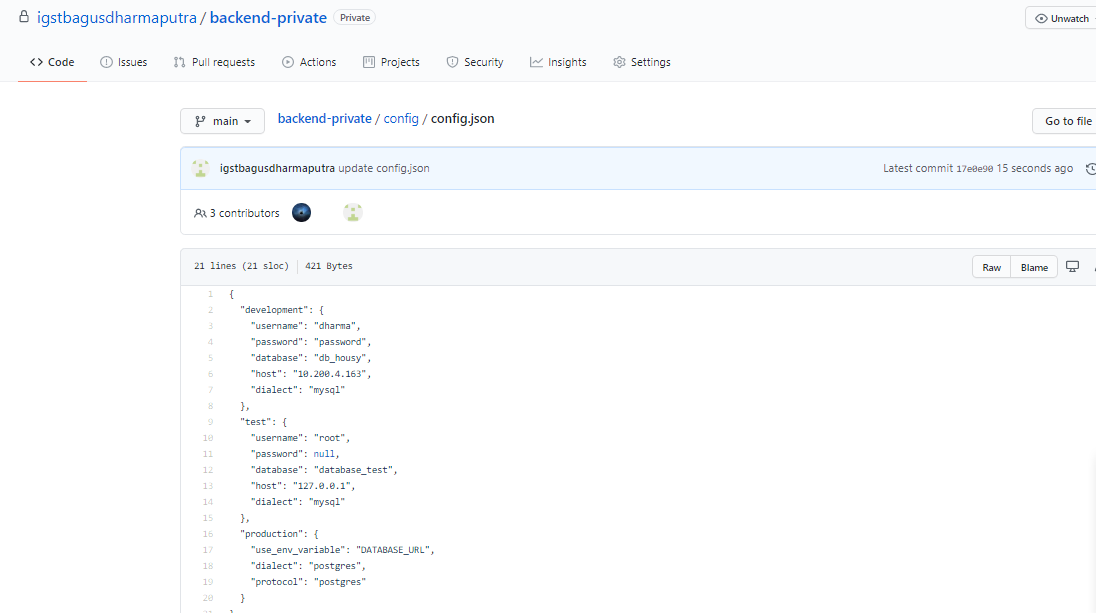 igstbagusdharmaputra / backend-private Private
Unwatch
Code Issues Pull requests Actions Projects Security Insights Settings
main
backend-private / config / config.json
Go to file
igstbagusdharmaputra update config.json
Latest commit 17e0e90 15 seconds ago
3 contributors
21 lines (21 sloc) 421 Bytes
Raw Blame
1 {
2 "development": {
3 "username": "dharma",
4 "password": "password",
5 "database": "db_housy",
6 "host": "10.200.4.163",
7 "dialect": "mysql"
8 },
9 "test": {
10 "username": "root",
11 "password": null,
12 "database": "database_test",
13 "host": "127.0.0.1",
14 "dialect": "mysql"
15 },
16 "production": {
17 "use_env_variable": "DATABASE_URL",
18 "dialect": "postgres",
19 "protocol": "postgres"
20 }